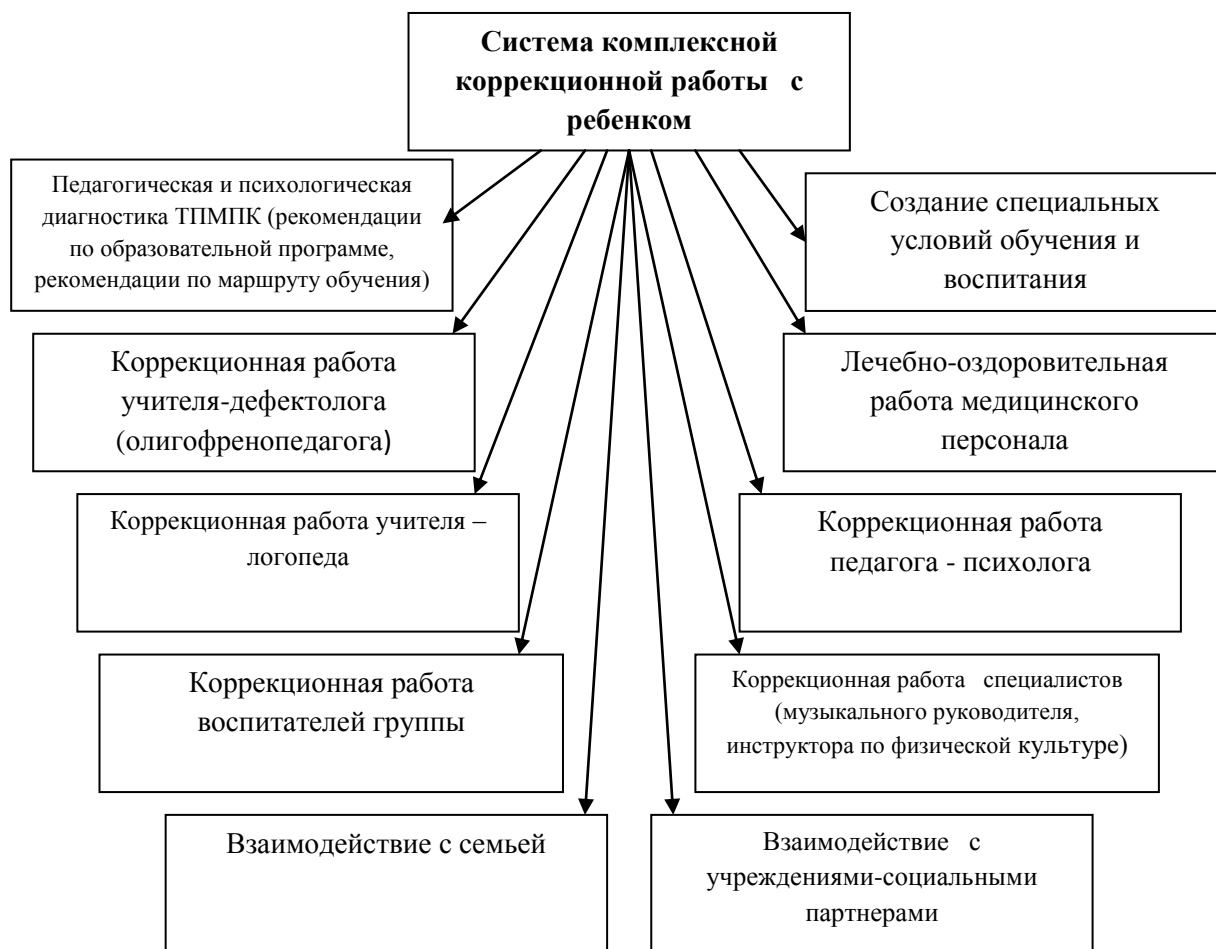 Система комплексной
коррекционной работы с
ребенком
Педагогическая и психологическая
диагностика ТПМПК (рекомендации
по образовательной программе,
рекомендации по маршруту обучения)
Создание специальных
условий обучения и
воспитания
Коррекционная работа
учителя-дефектолога
(олигофренопедагога)
Лечебно-оздоровительная
работа медицинского
персонала
Коррекционная работа учителя –
логопеда
Коррекционная работа
педагога - психолога
Коррекционная работа
воспитателей группы
Коррекционная работа специалистов
(музыкального руководителя,
инструктора по физической культуре)
Взаимодействие с семьей
Взаимодействие с
учреждениями-социальными
партнерами